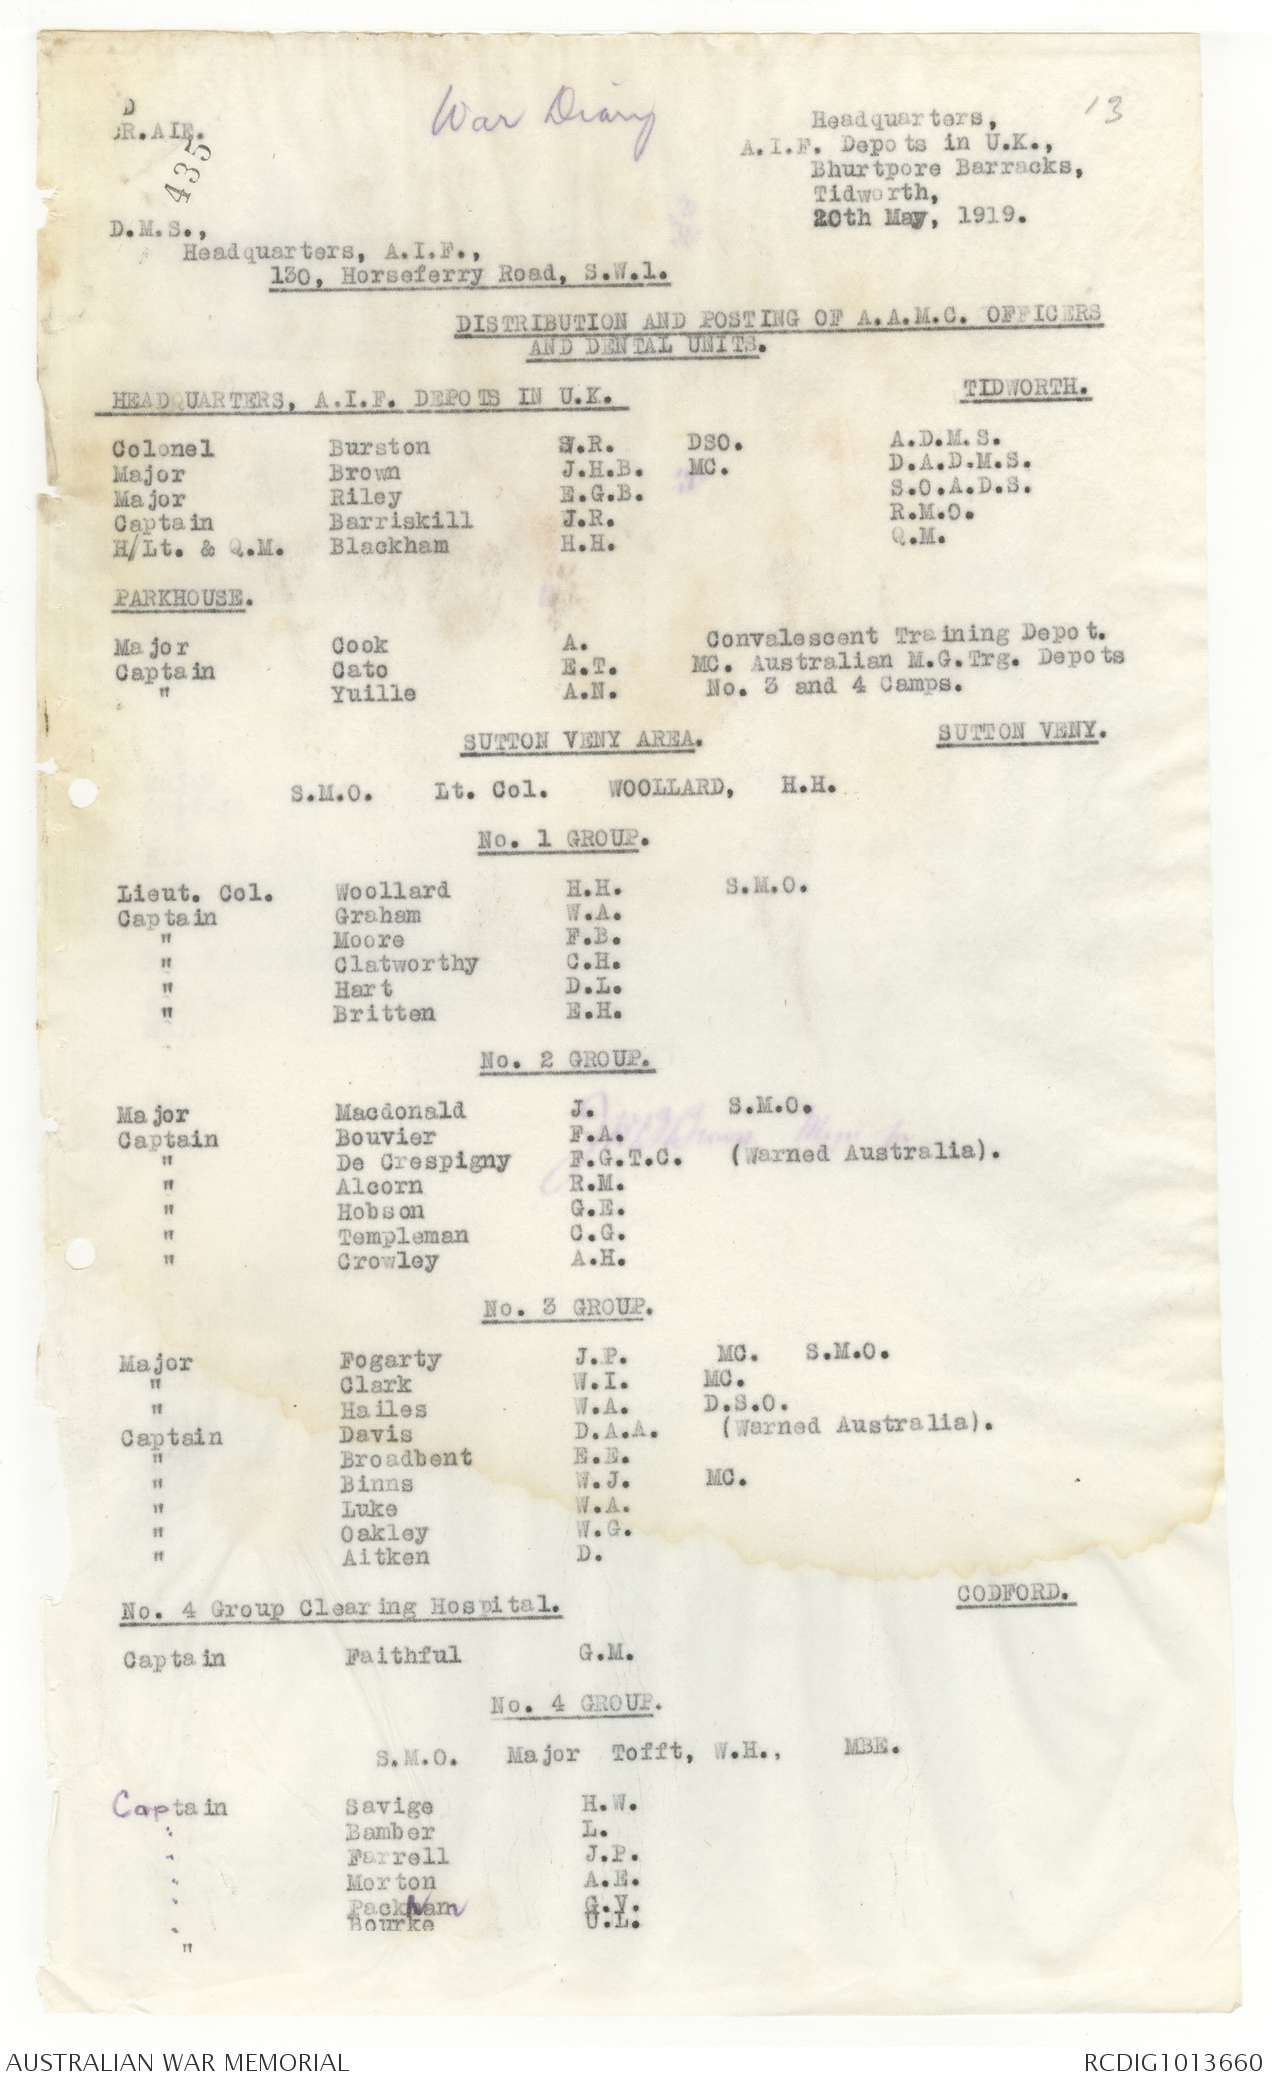 War Diary
13
D
R.AIF.
435
Headquarters,
A.I.F. Depots in U.K.,
Bhurtpore Barracks,
Tidworth,
20th May, 1919.
D.M.S.,
Headquarters, A.I.F.,
130, Horseferry Road, S.W.1.
DISTRIBUTION AND POSTING OF A.A.M.C. OFFICERS
AND DENTAL UNITS.
HEADQUARTERS, A.I.F. DEPOTS IN U.K. TIDWORTH.
Colonel Burston S.R. DSO. A.D.M.S.
Major Brown J.H.B. MC. D.A.D.M.S.
Major Riley E.G.B. S.O.A.D.S.
Captain Barriskill J.R. R.M.O.
H/Lt. & Q.M. Blackham H.H. Q.M.
PARKHOUSE.
Major Cook A. Convalescent Training Depot.
Captain Cato E.T. MC. Australian M.G.Trg. Depots
" Yuille A.N. No. 3 and 4 Camps.
SUTTON VENY AREA. SUTTON VENY.
S.M.O. Lt. Col. WOOLLARD, H.H.
No. 1 GROUP.
Lieut. Col. Woollard H.H. S.M.O.
Captain Graham W.A.
" Moore F.B.
" Clatworthy C.H.
" Hart D.L.
" Britten E.H.
No. 2 GROUP.
Major Macdonald J. S.M.O.
Captain Bouvier F.A.
" De Crespigny F.G.T.C. (Warned Australia).
" Alcorn R.M.
" Hobson G.E.
" Templeman C.G.
" Crowley A.H.
No. 3 GROUP.
Major Fogarty J.P. MC. S.M.O.
" Clark W.I. MC.
" Hailes W.A. D.S.O.
Captain Davis D.A.A. (Warned Australia).
" Broadbent E.E.
" Binns W.J. MC.
" Luke W.A.
" Oakley W.G.
" Aitken D.
No. 4 Group Clearing Hospital. CODFORD.
Captain Faithful G.M.
No. 4 GROUP.
S.M.O. Major Tofft, W.H., MBE.
Captain Savige H.W.
" Bamber L.
" Farrell J.P.
" Morton A.E.
" Packham G.V.
" Bourke U.L.
"
AUSTRALIAN WAR MEMORIAL RCDIG1013660